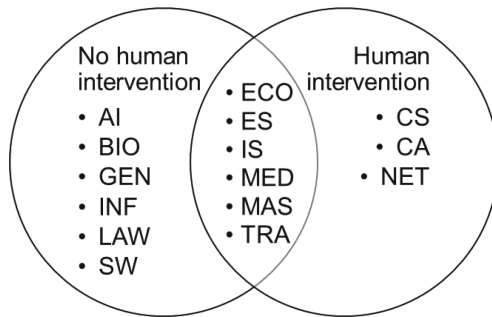 No human
intervention
• AI
• BIO
• GEN
• INF
• LAW
• SW
• ECO
• ES
• IS
• MED
• MAS
• TRA
Human
intervention
• CS
• CA
• NET